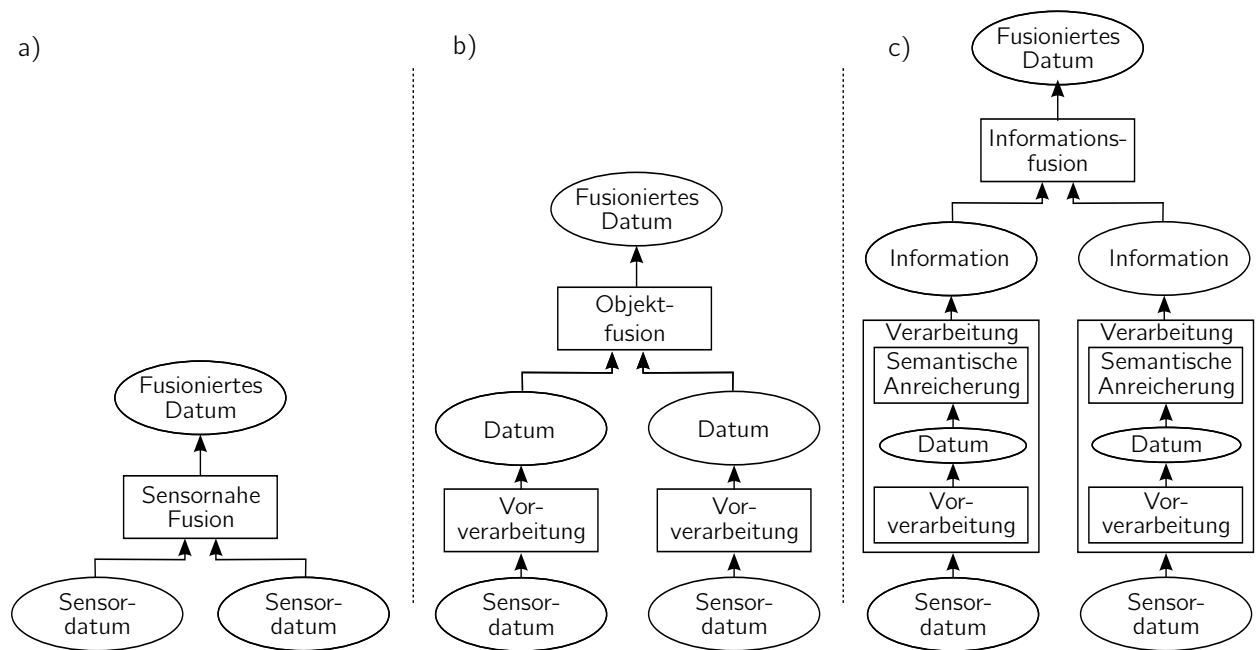 a)
Fusioniertes
Datum
Sensornahe
Fusion
Sensor-
datum
Sensor-
datum
b)
Fusioniertes
Datum
Objekt-
fusion
Datum
Datum
Vor-
verarbeitung
Vor-
verarbeitung
Sensor-
datum
Sensor-
datum
c)
Fusioniertes
Datum
Informations-
fusion
Information
Information
Verarbeitung
Semantische
Anreicherung
Datum
Vor-
verarbeitung
Sensor-
datum
Verarbeitung
Semantische
Anreicherung
Datum
Vor-
verarbeitung
Sensor-
datum